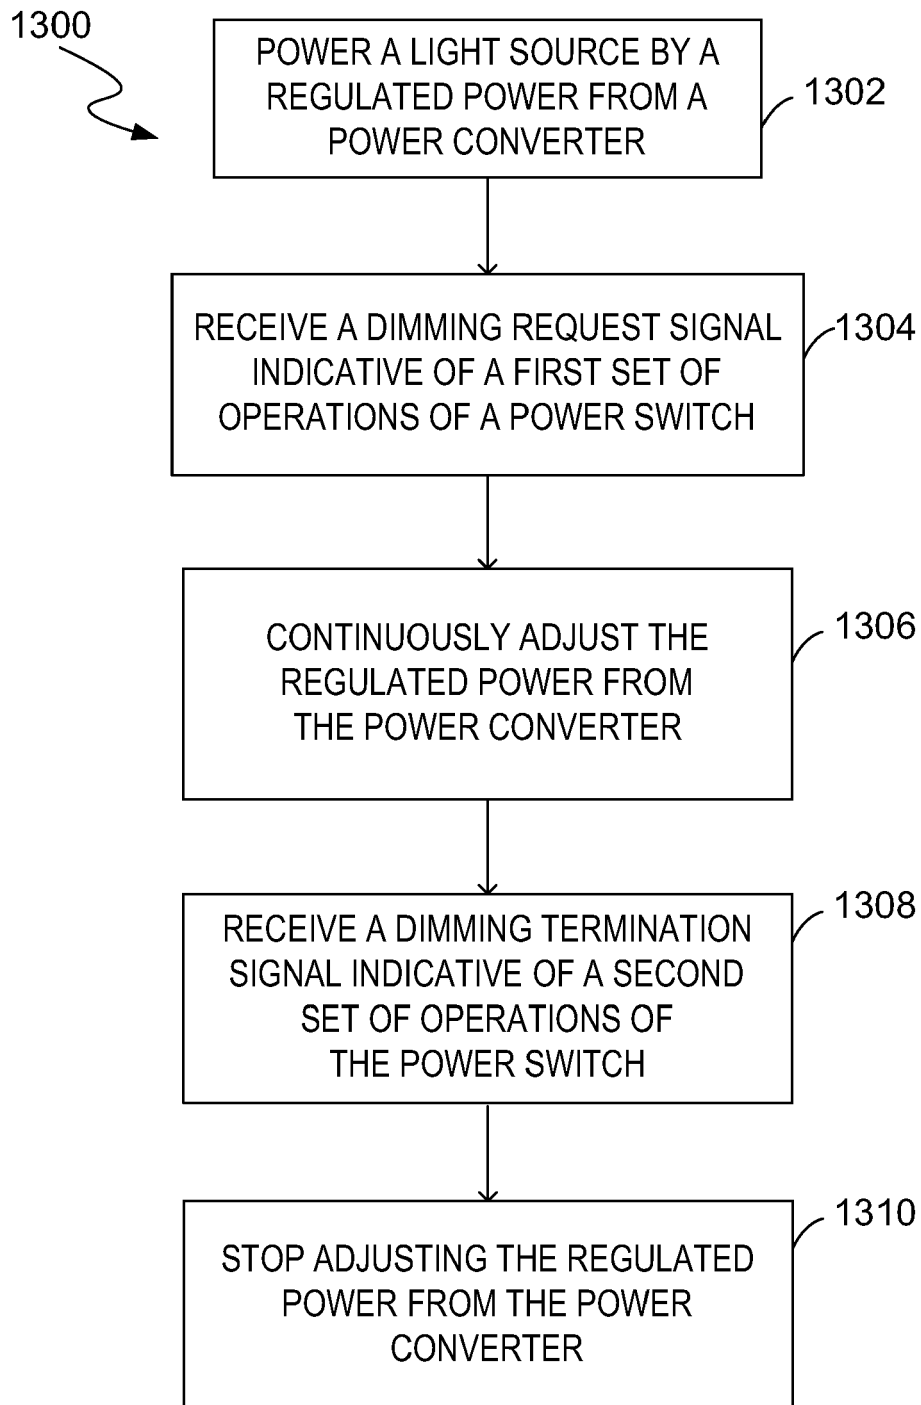 1300
POWER A LIGHT SOURCE BY A
REGULATED POWER FROM A
POWER CONVERTER
1302
RECEIVE A DIMMING REQUEST SIGNAL
INDICATIVE OF A FIRST SET OF
OPERATIONS OF A POWER SWITCH
1304
CONTINUOUSLY ADJUST THE
REGULATED POWER FROM
THE POWER CONVERTER
1306
RECEIVE A DIMMING TERMINATION
SIGNAL INDICATIVE OF A SECOND
SET OF OPERATIONS OF
THE POWER SWITCH
1308
STOP ADJUSTING THE REGULATED
POWER FROM THE POWER
CONVERTER
1310